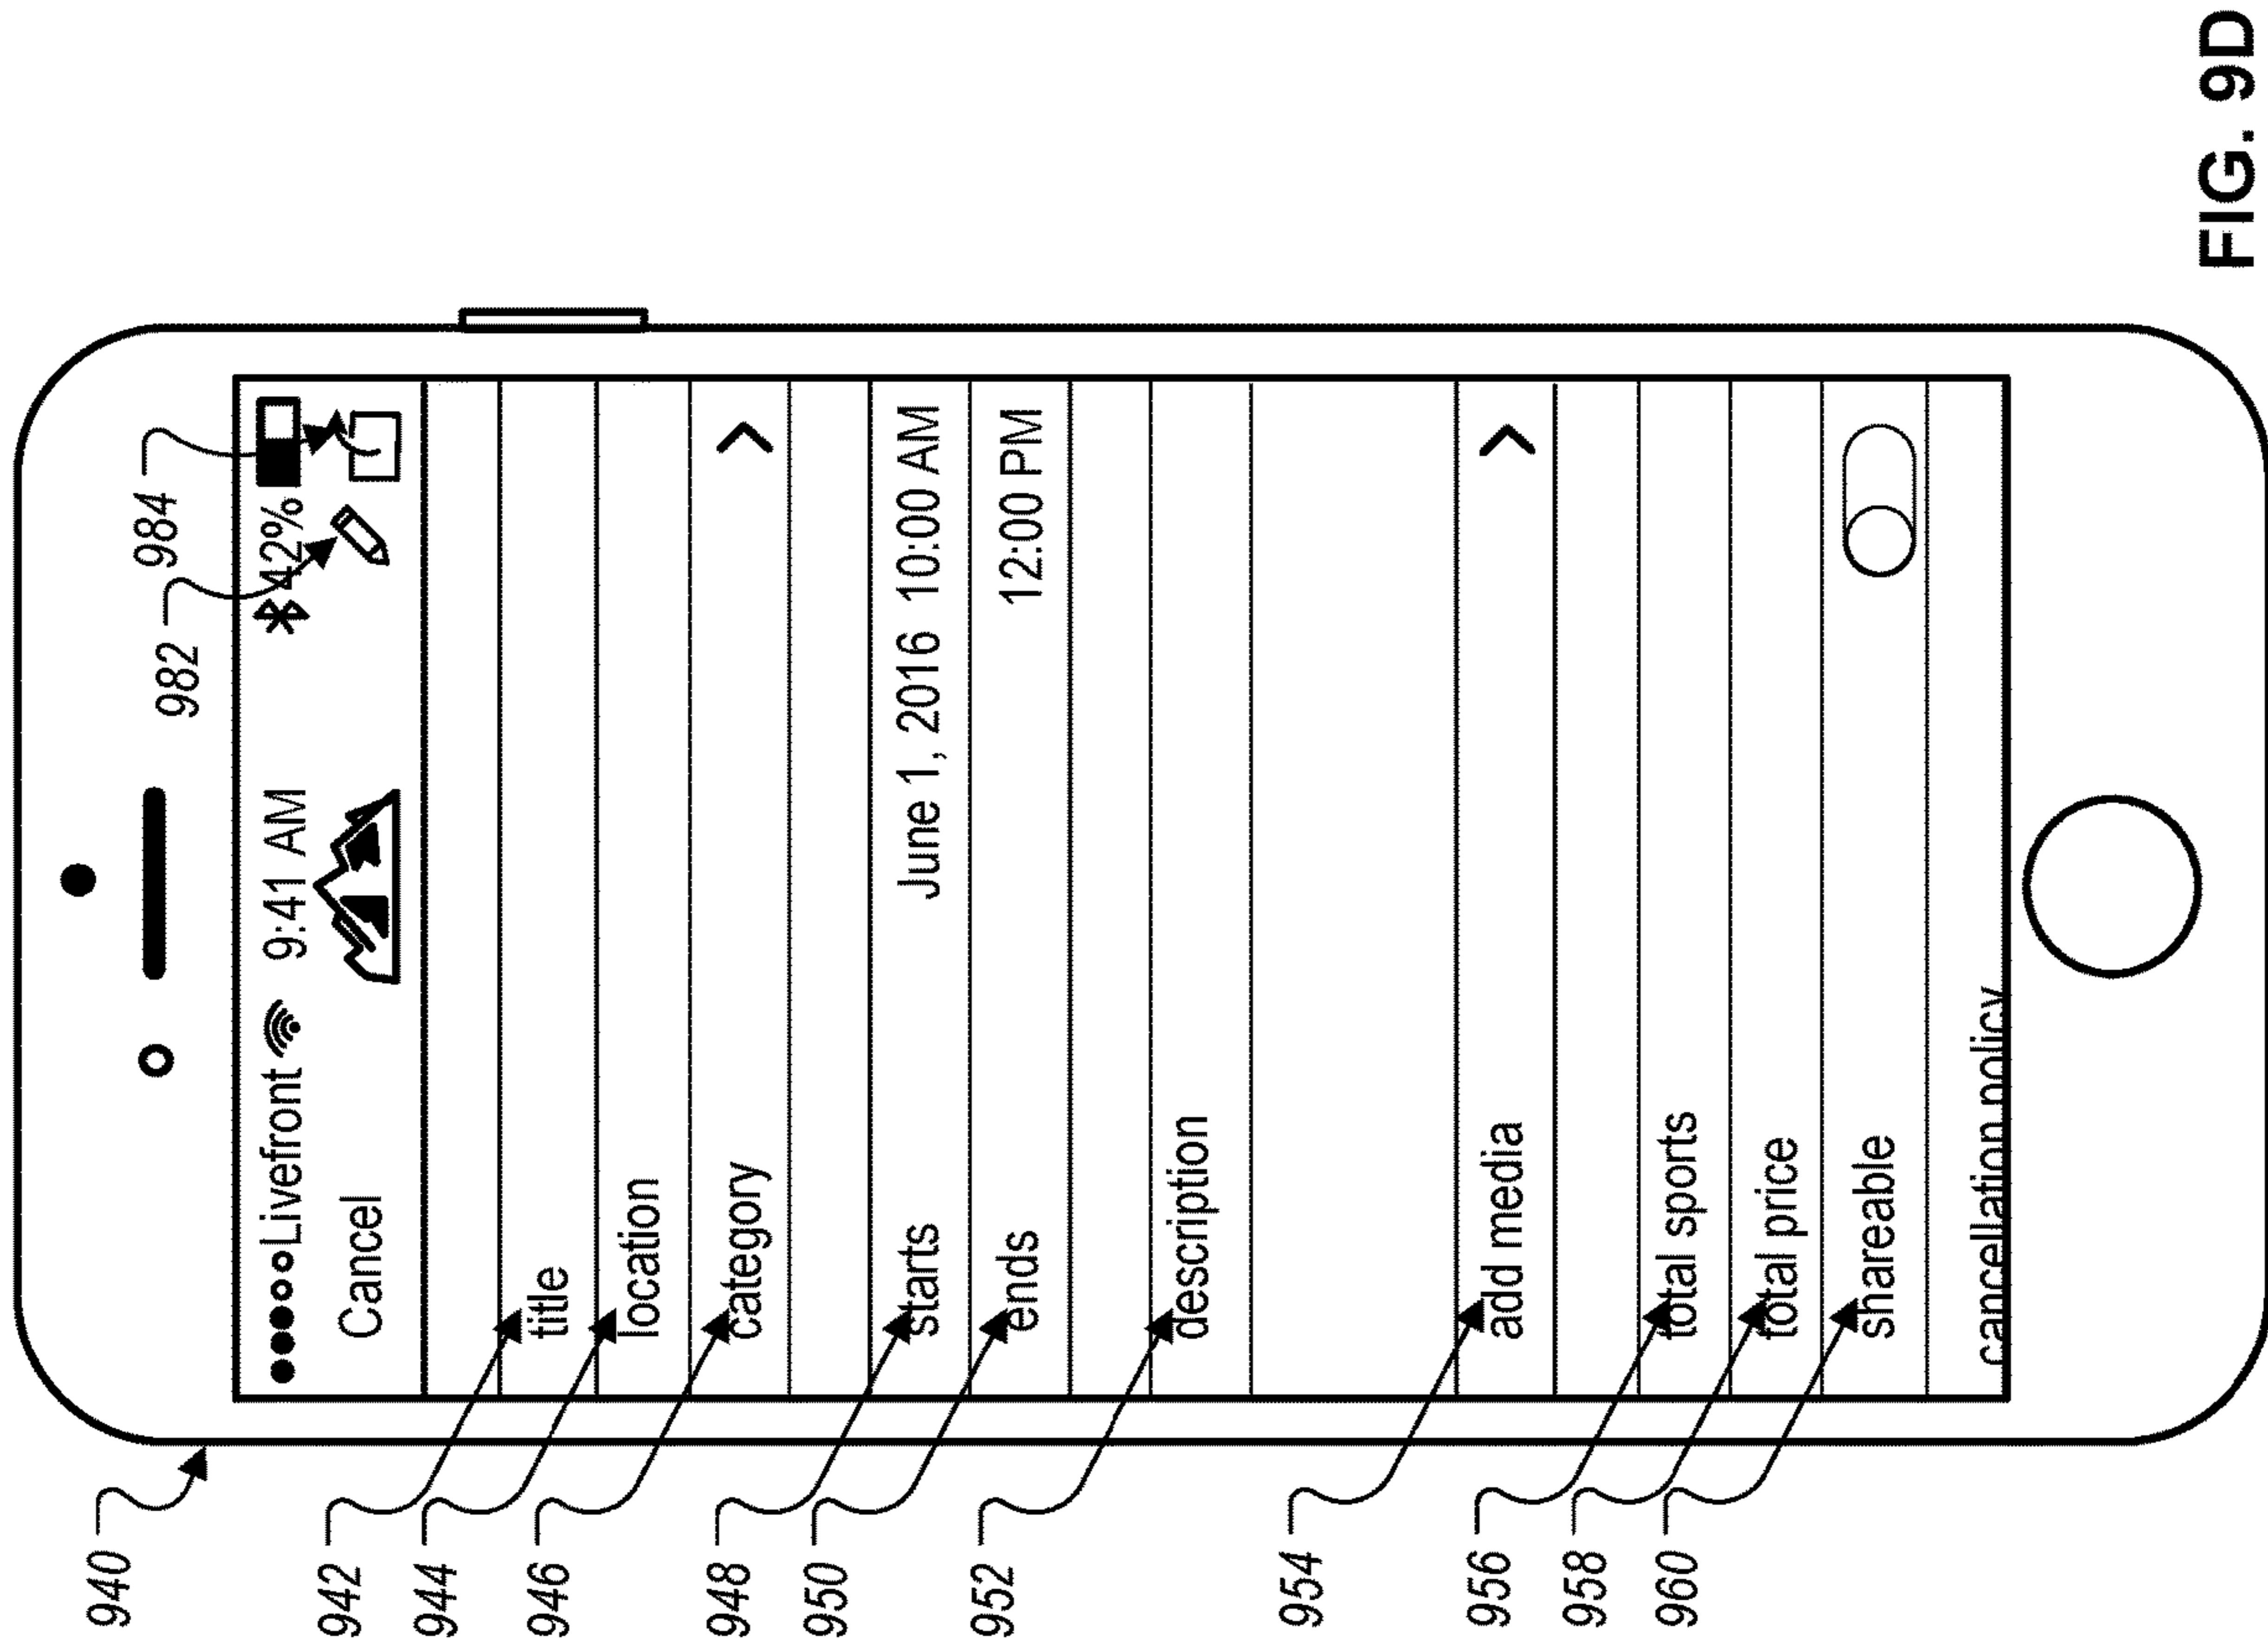 984
982
940
Livefront 9:41 AM 42%
Cancel
942
title
944
location
946
category
948
starts June 1, 2016 10:00 AM
950
ends 12:00 PM
952
description
954
add media
956
total sports
958
total price
960
shareable
cancellation policy
FIG. 9D